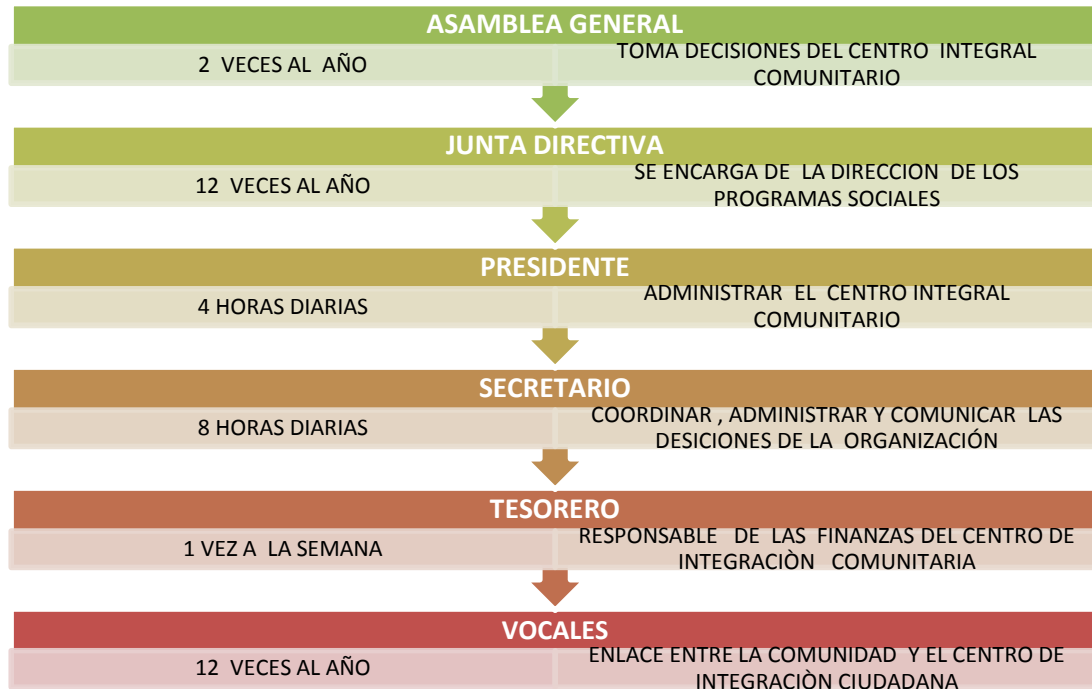 ASAMBLEA GENERAL
2 VECES AL AÑO
TOMA DECISIONES DEL CENTRO INTEGRAL
COMUNITARIO
JUNTA DIRECTIVA
12 VECES AL AÑO
SE ENCARGA DE LA DIRECCION DE LOS
PROGRAMAS SOCIALES
PRESIDENTE
4 HORAS DIARIAS
ADMINISTRAR EL CENTRO INTEGRAL
COMUNITARIO
SECRETARIO
8 HORAS DIARIAS
COORDINAR , ADMINISTRAR Y COMUNICAR LAS
DESICIONES DE LA ORGANIZACIÓN
TESORERO
1 VEZ A LA SEMANA
RESPONSABLE DE LAS FINANZAS DEL CENTRO DE
INTEGRACIÒN COMUNITARIA
VOCALES
12 VECES AL AÑO
ENLACE ENTRE LA COMUNIDAD Y EL CENTRO DE
INTEGRACIÒN CIUDADANA